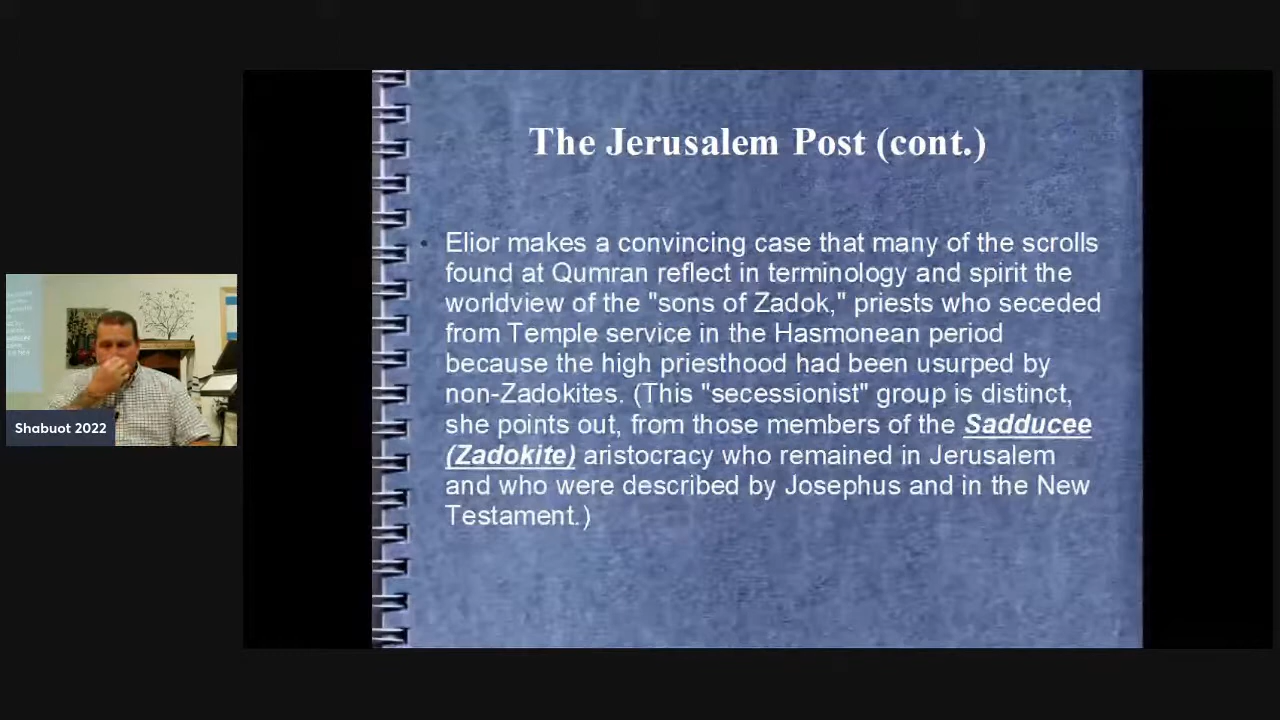 The Jerusalem Post (cont.)
• Elior makes a convincing case that many of the scrolls
found at Qumran reflect in terminology and spirit the
worldview of the "sons of Zadok," priests who seceded
from Temple service in the Hasmonean period
because the high priesthood had been usurped by
non-Zadokites. (This "secessionist" group is distinct,
she points out, from those members of the Sadducee
(Zadokite) aristocracy who remained in Jerusalem
and who were described by Josephus and in the New
Testament.)
Shabuot 2022